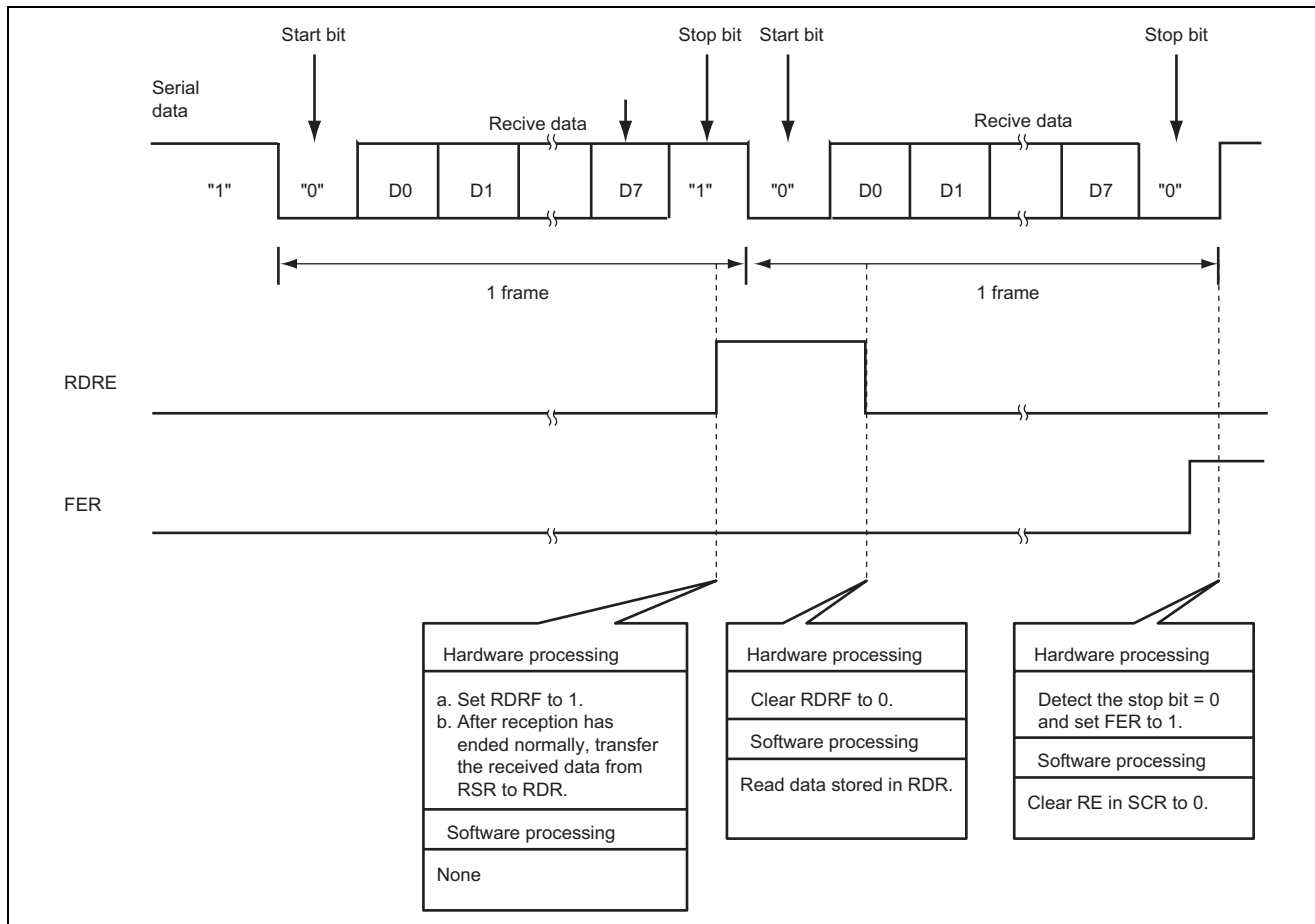 Start bit
Stop bit
Start bit
Stop bit
Serial
data
Recive data
Recive data
"1"
"0"
D0
D1
D7
"1"
"0"
D0
D1
D7
"0"
1 frame
1 frame
RDRE
FER
Hardware processing
a. Set RDRF to 1.
b. After reception has
ended normally, transfer
the received data from
RSR to RDR.
Software processing
None
Hardware processing
Clear RDRF to 0.
Software processing
Read data stored in RDR.
Hardware processing
Detect the stop bit = 0
and set FER to 1.
Software processing
Clear RE in SCR to 0.